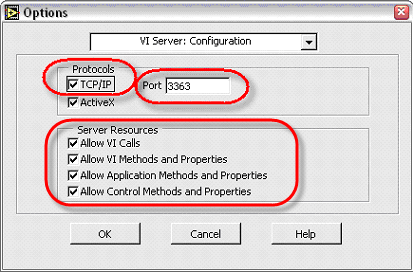 Options
VI Server: Configuration
Protocols
TCP/IP
Port 3363
ActiveX
Server Resources
Allow VI Calls
Allow VI Methods and Properties
Allow Application Methods and Properties
Allow Control Methods and Properties
OK Cancel Help